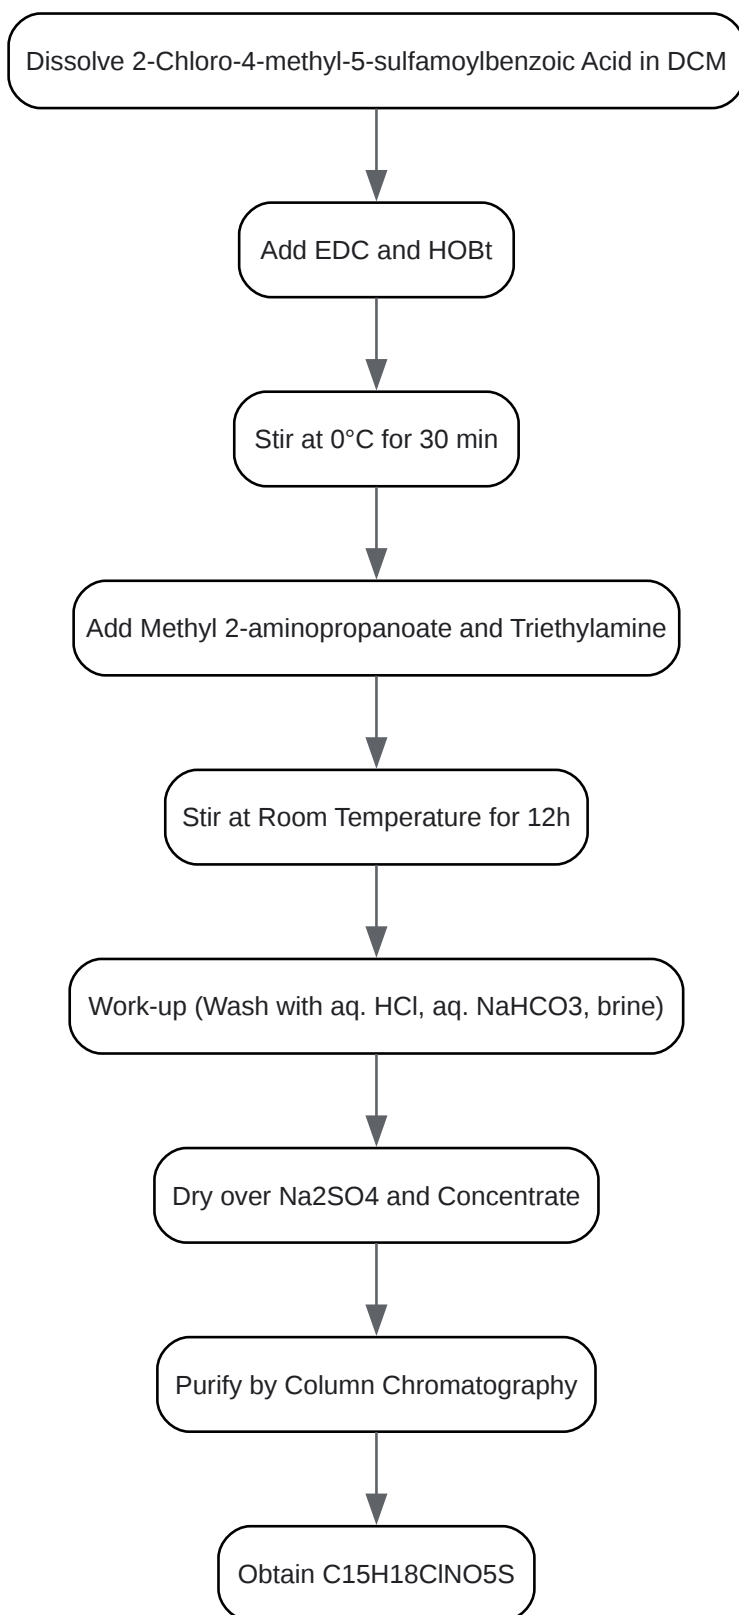 Dissolve 2-Chloro-4-methyl-5-sulfamoylbenzoic Acid in DCM
Add EDC and HOBt
Stir at 0°C for 30 min
Add Methyl 2-aminopropanoate and Triethylamine
Stir at Room Temperature for 12h
Work-up (Wash with aq. HCl, aq. NaHCO3, brine)
Dry over Na2SO4 and Concentrate
Purify by Column Chromatography
Obtain C15H18ClNO5S